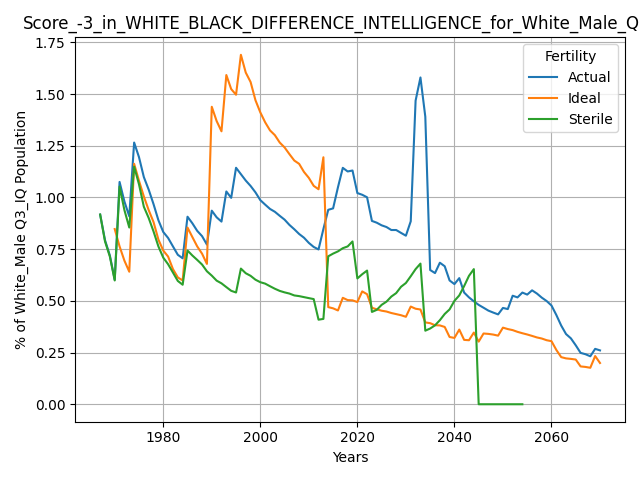 Score_-3_in_WHITE_BLACK_DIFFERENCE_INTELLIGENCE_for_White_Male_Q
1.75
1.50
1.25
1.00
0.75
0.50
0.25
0.00
% of White_Male Q3_IQ Population
Fertility
Actual
Ideal
Sterile
1980
2000
2020
2040
2060
Years